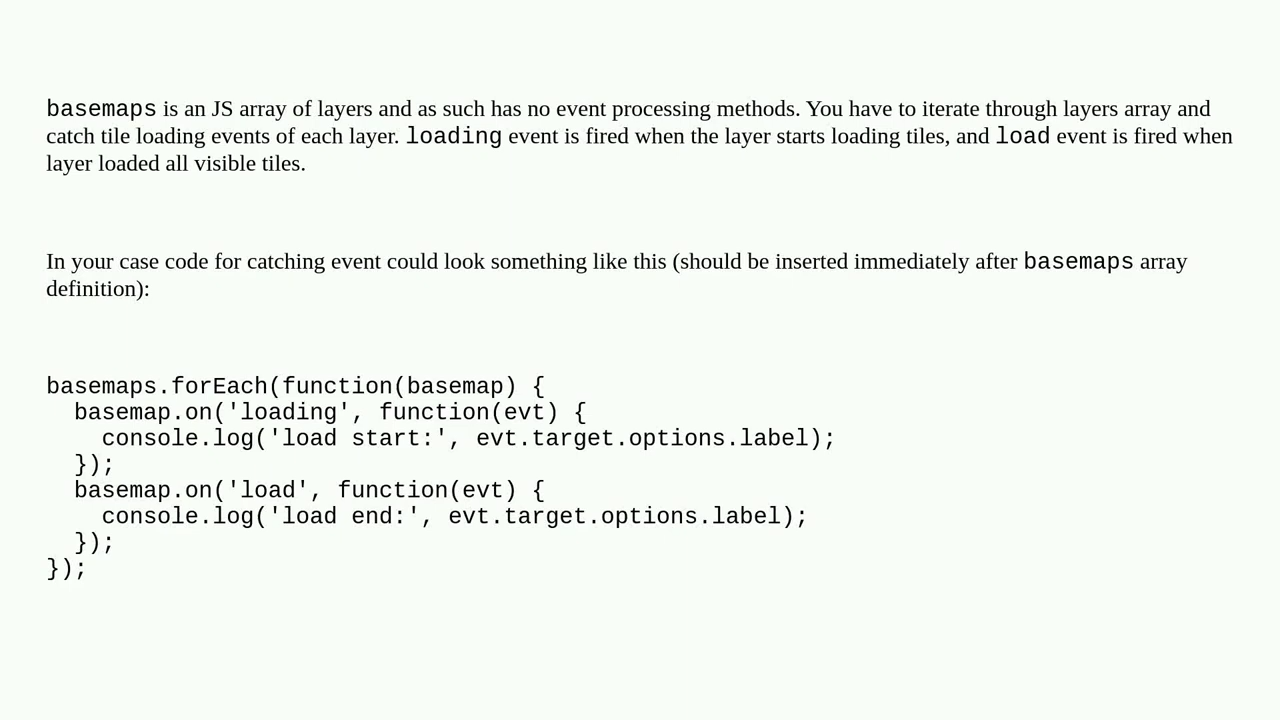 basemaps is an JS array of layers and as such has no event processing methods. You have to iterate through layers array and
catch tile loading events of each layer. loading event is fired when the layer starts loading tiles, and load event is fired when
layer loaded all visible tiles.
In your case code for catching event could look something like this (should be inserted immediately after basemaps array
definition):
basemaps.forEach(function(basemap) {
  basemap.on('loading', function(evt) {
    console.log('load start:', evt.target.options.label);
  });
  basemap.on('load', function(evt) {
    console.log('load end:', evt.target.options.label);
  });
});